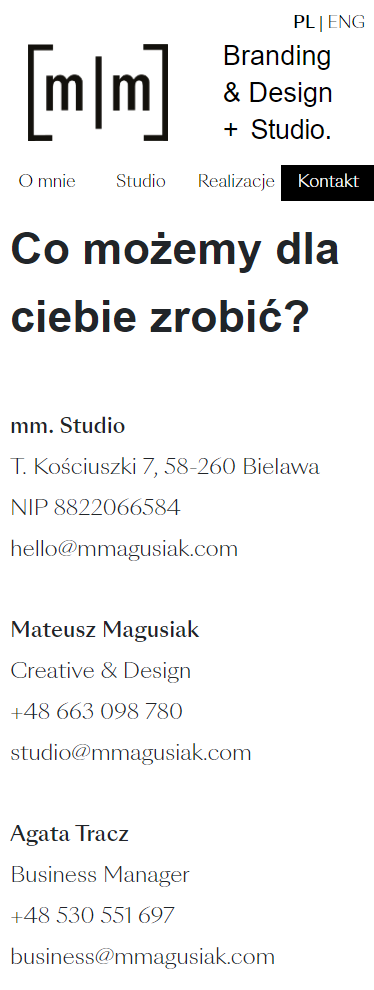 PL | ENG
[m|m]
Branding
& Design
+ Studio.
O mnie Studio Realizacje Kontakt
Co możemy dla
ciebie zrobić?
mm. Studio
T. Kościuszki 7, 58-260 Bielawa
NIP 8822066584
hello@mmagusiak.com
Mateusz Magusiak
Creative & Design
+48 663 098 780
studio@mmagusiak.com
Agata Tracz
Business Manager
+48 530 551 697
business@mmagusiak.com